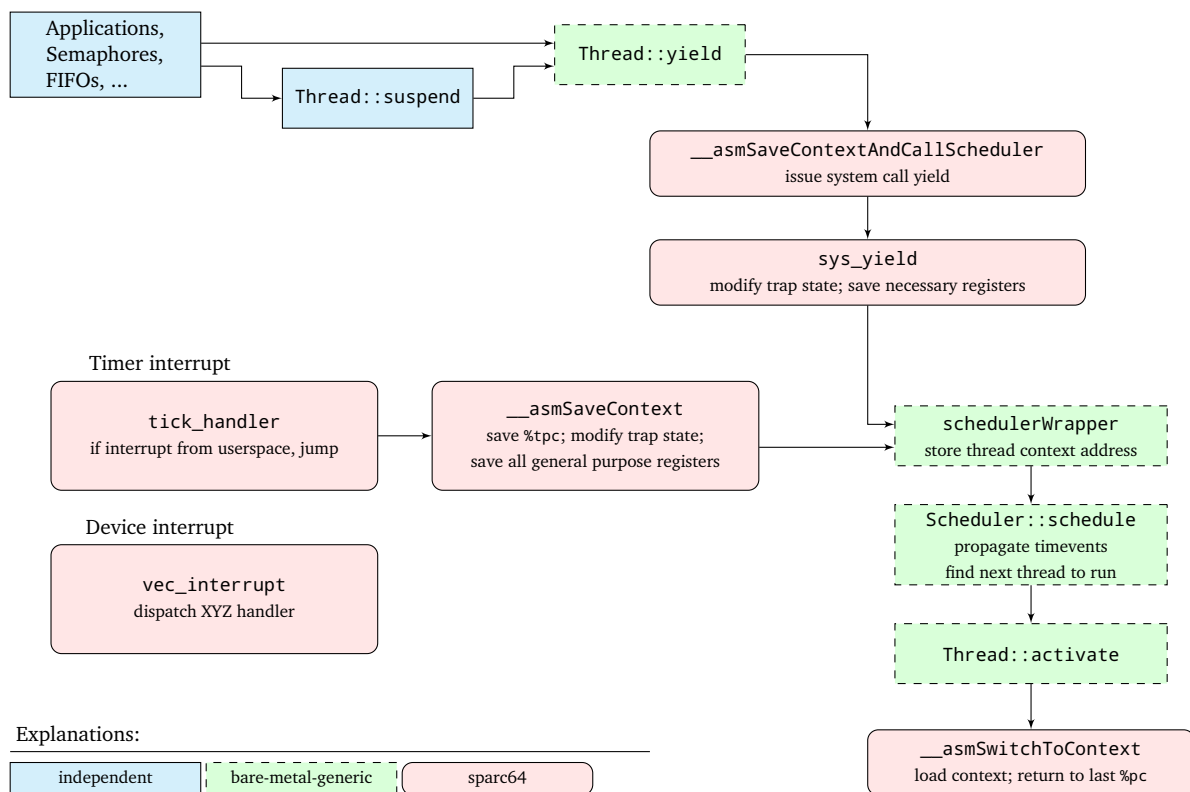 Applications,
Semaphores,
FIFOs, ...
Thread::suspend
Thread::yield
__asmSaveContextAndCallScheduler
issue system call yield
sys_yield
modify trap state; save necessary registers
Timer interrupt
tick_handler
if interrupt from userspace, jump
__asmSaveContext
save %tpc; modify trap state;
save all general purpose registers
schedulerWrapper
store thread context address
Device interrupt
vec_interrupt
dispatch XYZ handler
Scheduler::schedule
propagate timevents
find next thread to run
Thread::activate
__asmSwitchToContext
load context; return to last %pc
Explanations:
independent
bare-metal-generic
sparc64